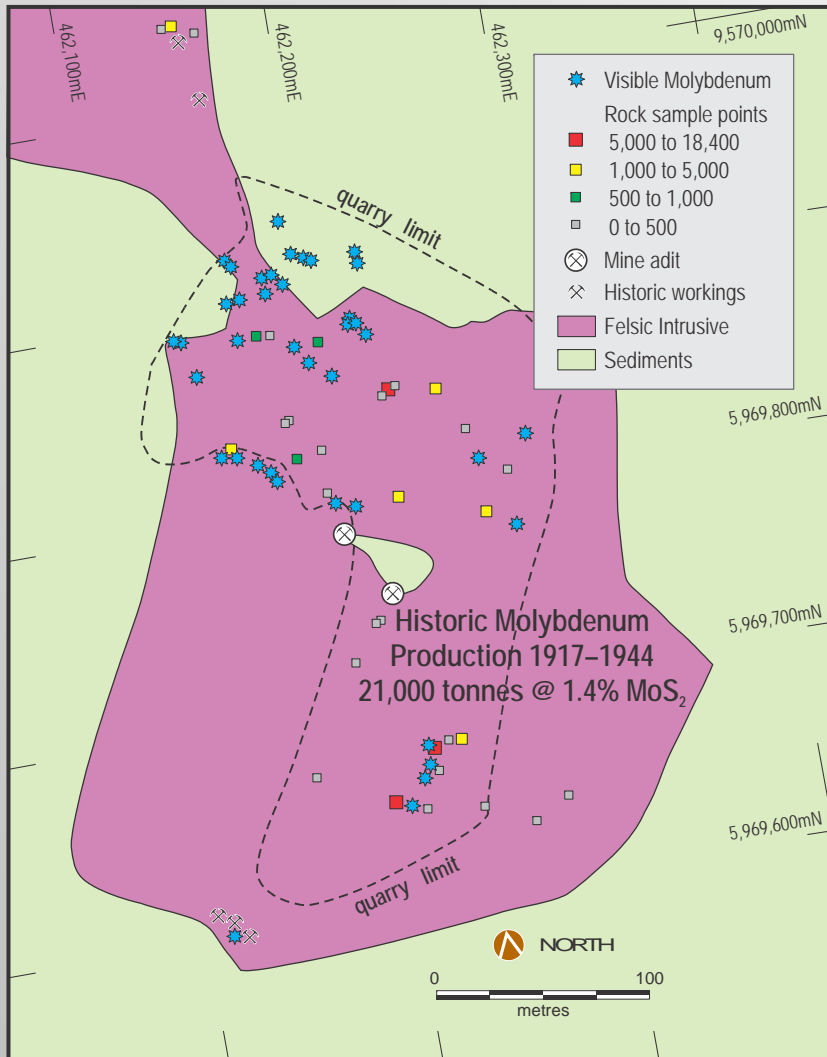 462,100mE
462,200mE
462,300mE
9,570,000mN
Visible Molybdenum
Rock sample points
5,000 to 18,400
1,000 to 5,000
500 to 1,000
0 to 500
Mine adit
Historic workings
Felsic Intrusive
Sediments
quarry limit
5,969,800mN
5,969,700mN
Historic Molybdenum
Production 1917–1944
21,000 tonnes @ 1.4% MoS₂
5,969,600mN
quarry limit
NORTH
0 100
metres